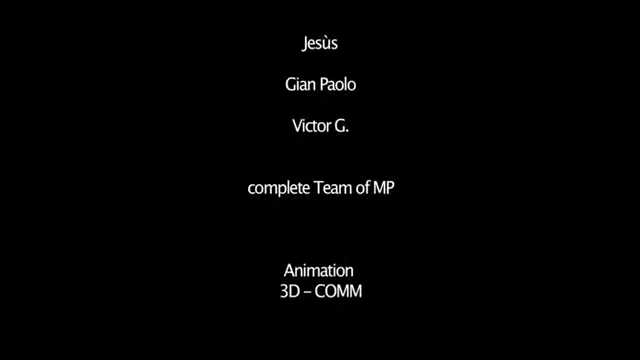 Jesùs
Gian Paolo
Victor G.
complete Team of MP
Animation
3D – COMM